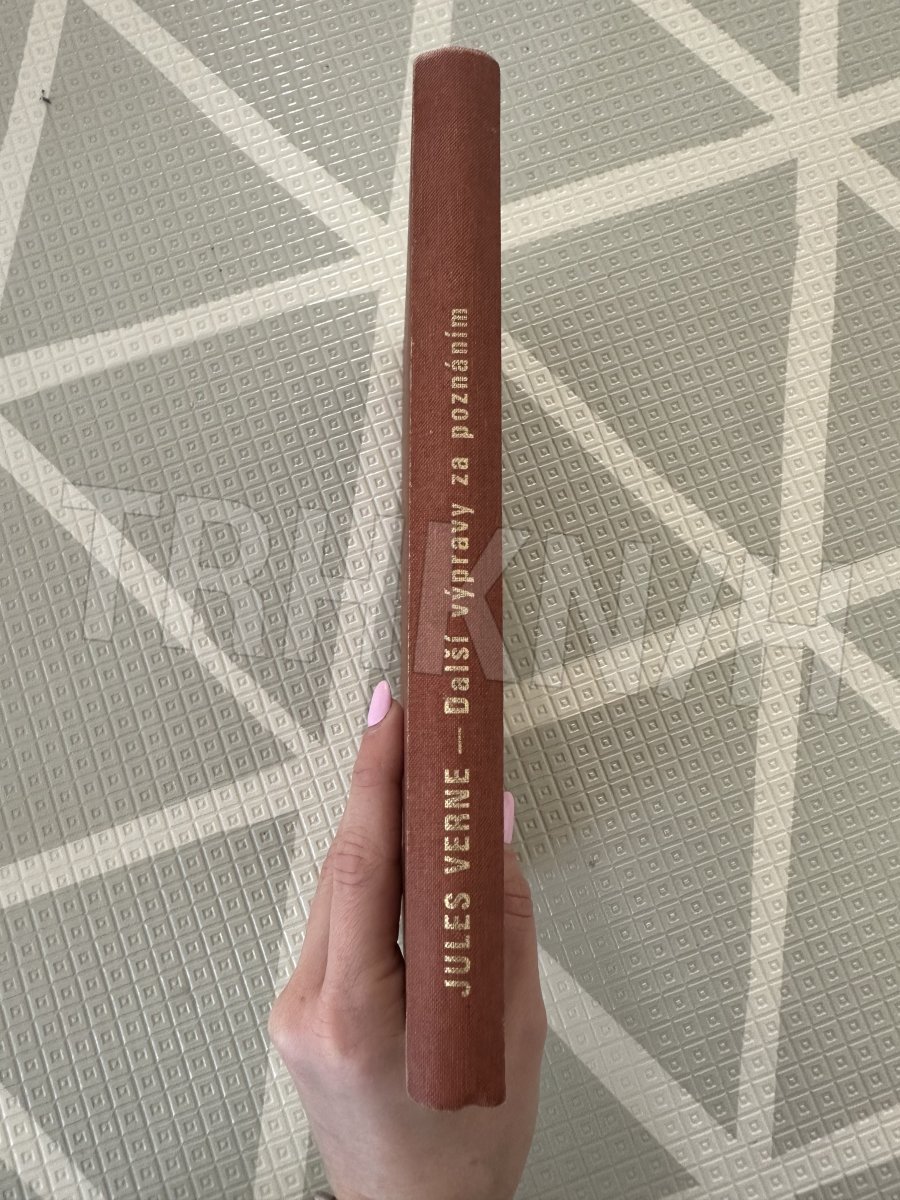 JULES VERNE — Další výpravy za poznáním